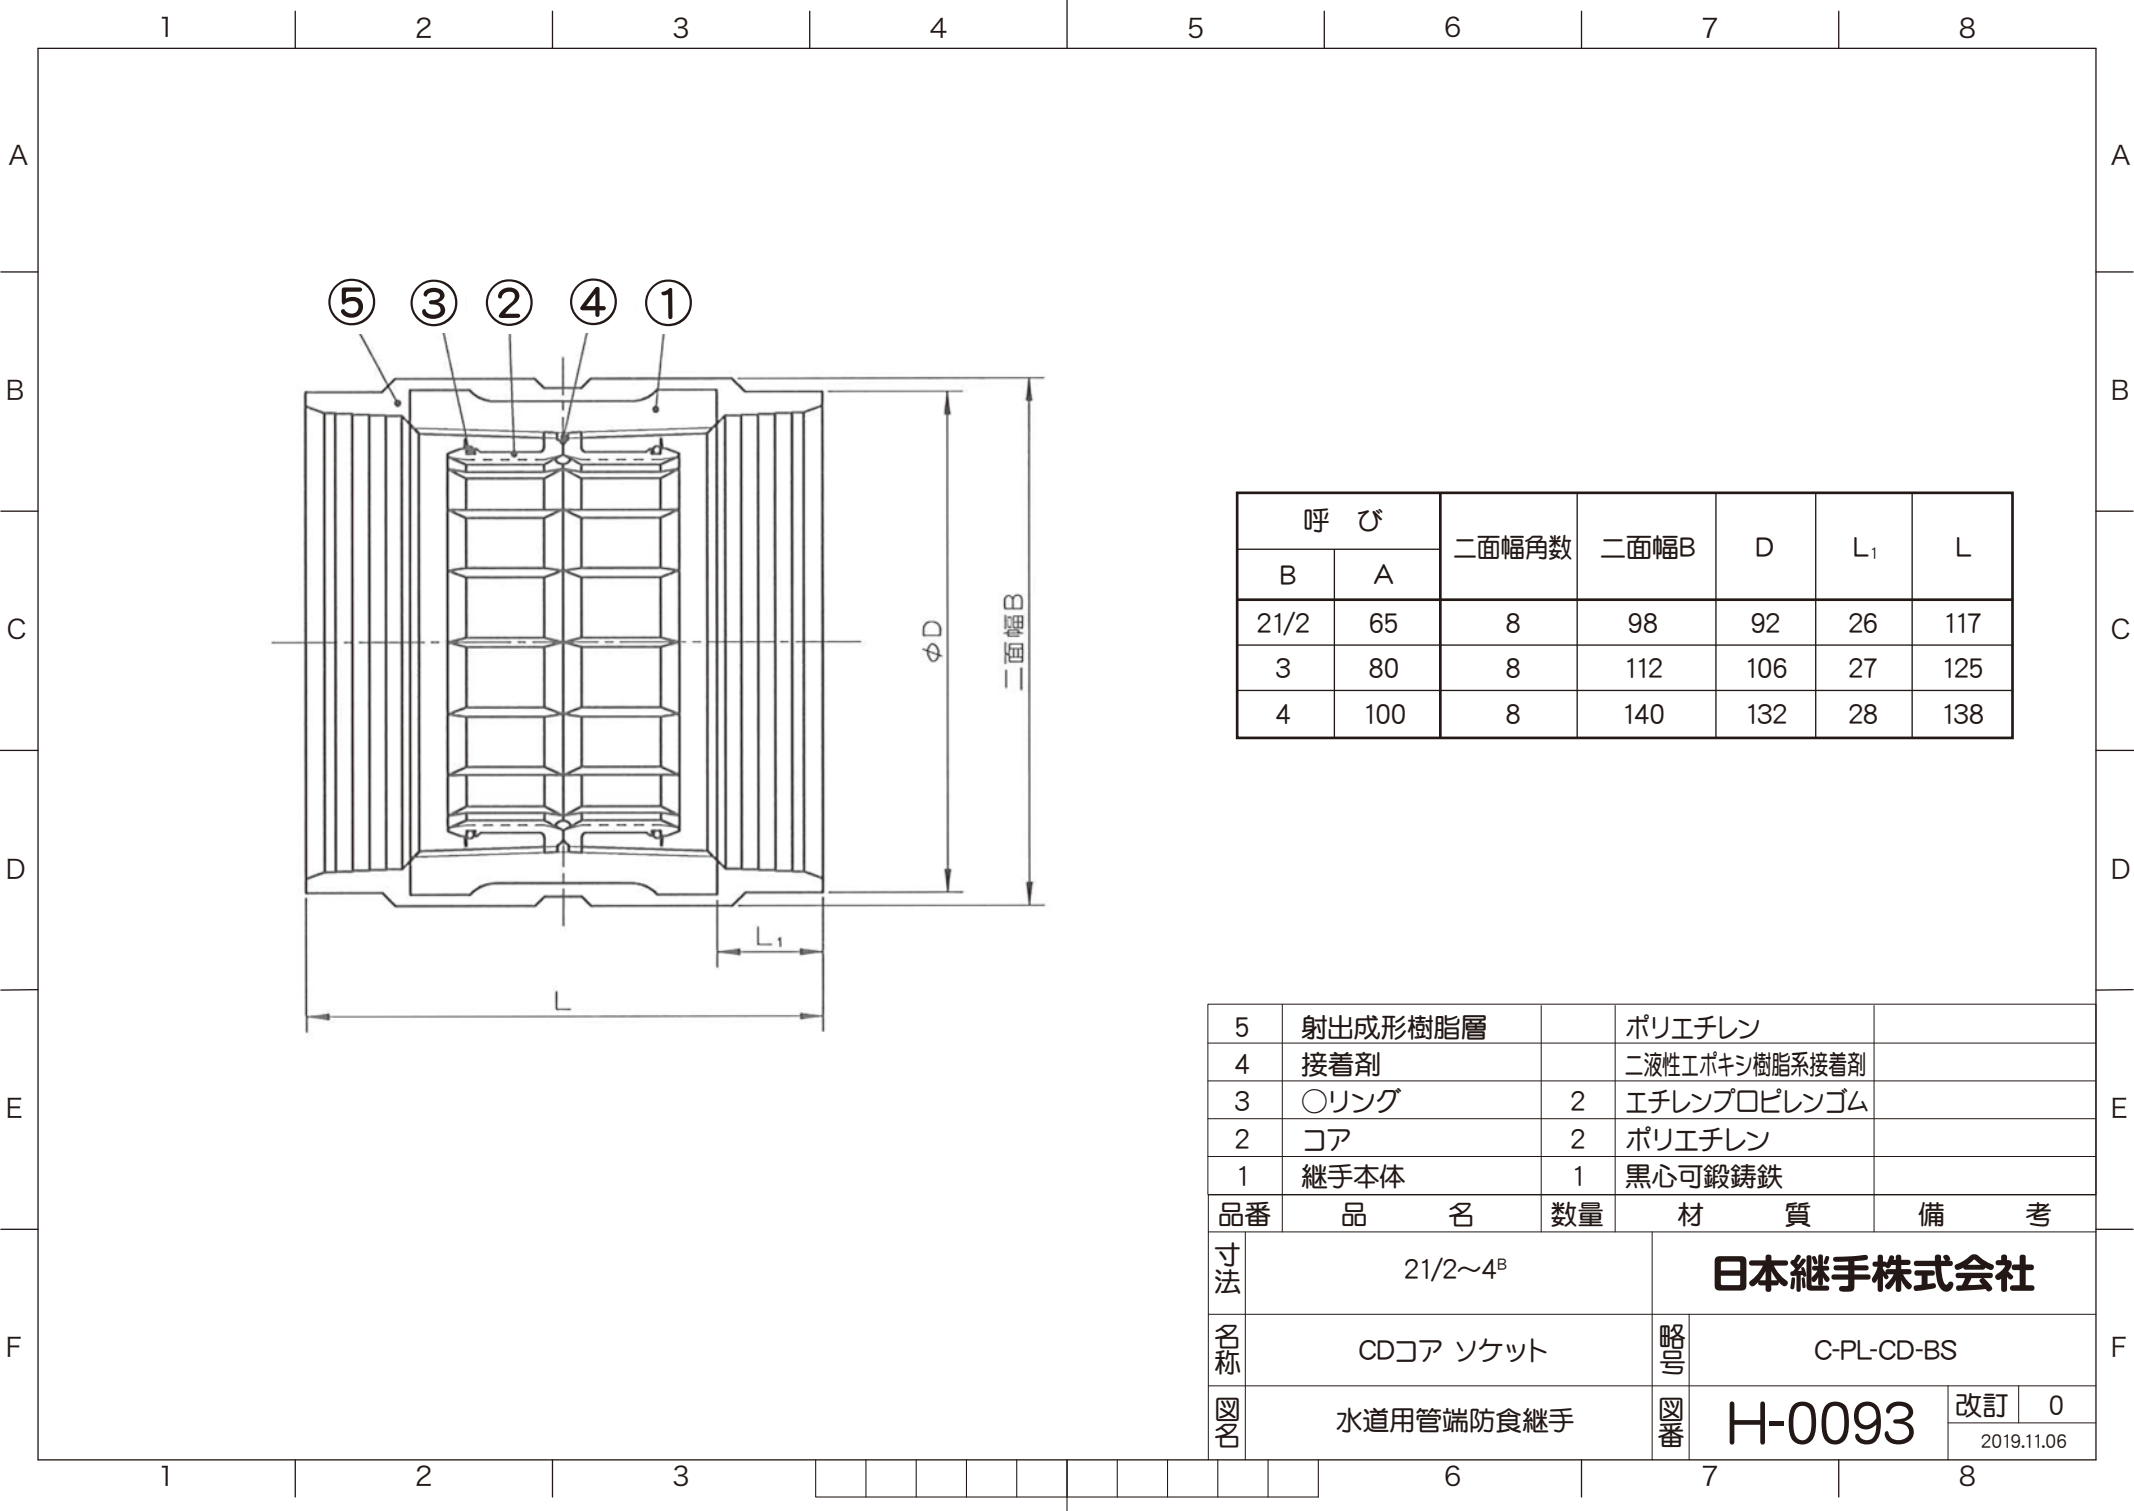 1 2 3 4 5 6 7 8
A A
B B
C C
D D
E E
F F
⑤ ③ ② ④ ①
φD
二面幅B
L₁
L
呼 び 二面幅角数 二面幅B D L₁ L
B A
21/2 65 8 98 92 26 117
3 80 8 112 106 27 125
4 100 8 140 132 28 138
5 射出成形樹脂層 ポリエチレン
4 接着剤 二液性エポキシ樹脂系接着剤
3 ○リング 2 エチレンプロピレンゴム
2 コア 2 ポリエチレン
1 継手本体 1 黒心可鍛鋳鉄
品番 品 名 数量 材 質 備 考
寸法 21/2～4ᴮ 日本継手株式会社
名称 CDコア ソケット 略号 C-PL-CD-BS
図名 水道用管端防食継手 図番 H-0093 改訂 0
2019.11.06
1 2 3 6 7 8